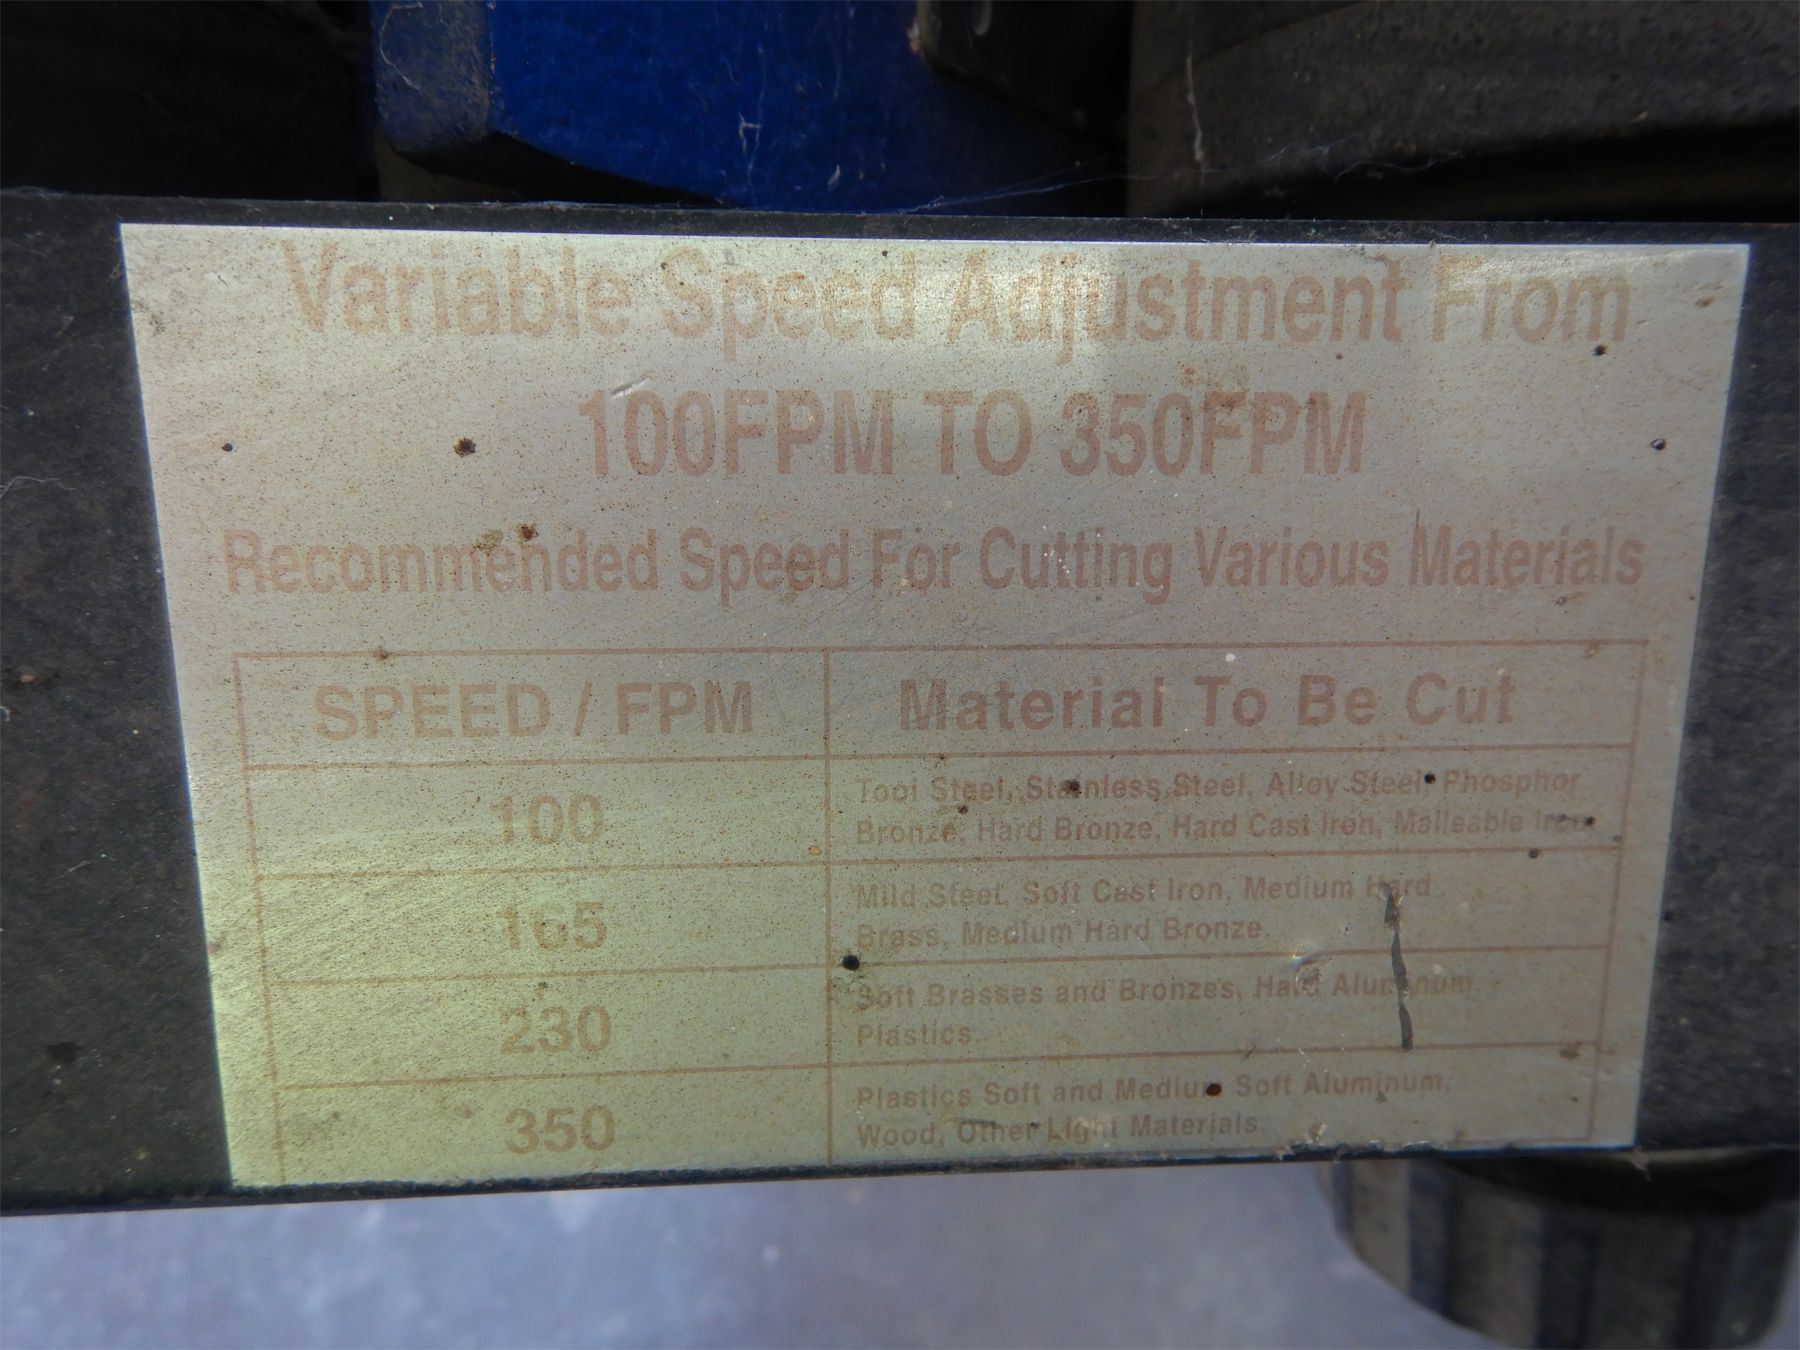 Variable Speed Adjustment From
100FPM TO 350FPM
Recommended Speed For Cutting Various Materials
SPEED / FPM
Material To Be Cut
100
Tool Steel, Stainless Steel, Alloy Steel, Phosphor
Bronze, Hard Bronze, Hard Cast Iron, Malleable Iron.
165
Mild Steel, Soft Cast Iron, Medium Hard
Brass, Medium Hard Bronze.
230
Soft Brasses and Bronzes, Hard Aluminum,
Plastics.
350
Plastics Soft and Medium Soft Aluminum,
Wood, Other Light Materials.